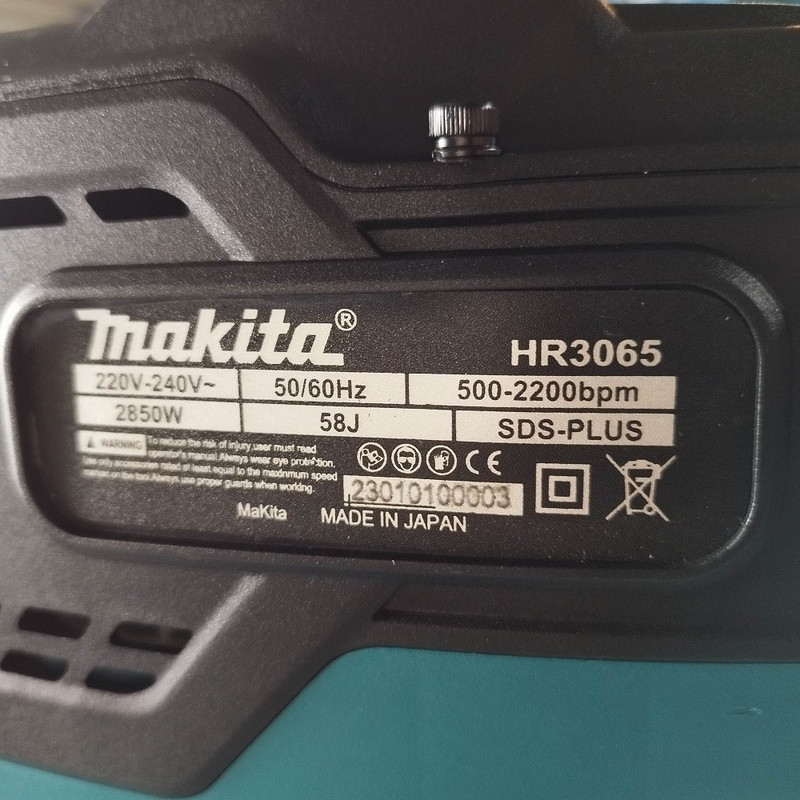 makita®
HR3065
220V-240V~ 50/60Hz 500-2200bpm
2850W 58J SDS-PLUS
WARNING To reduce the risk of injury,user must read
operator's manual.Always wear eye protection.
use only accessories rated at least equal to the maximum speed
marked on the tool.Always use proper guards when working.
CE
23010100003
MaKita MADE IN JAPAN